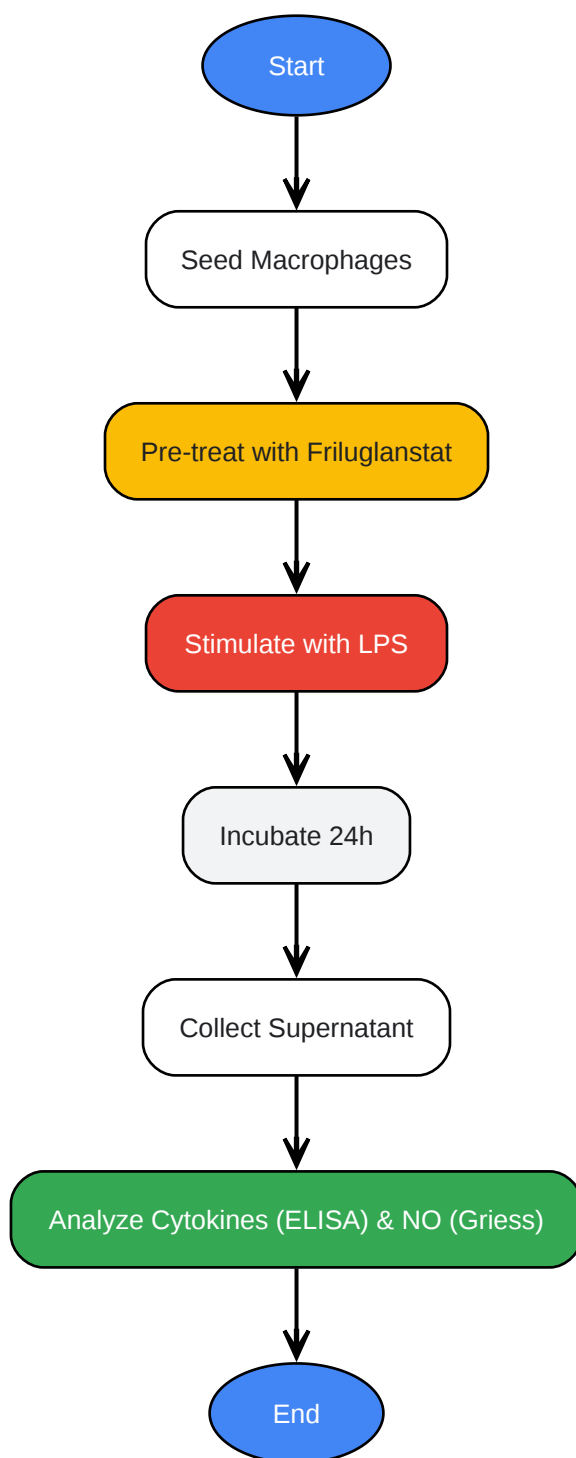 Start
Seed Macrophages
Pre-treat with Friluglanstat
Stimulate with LPS
Incubate 24h
Collect Supernatant
Analyze Cytokines (ELISA) & NO (Griess)
End